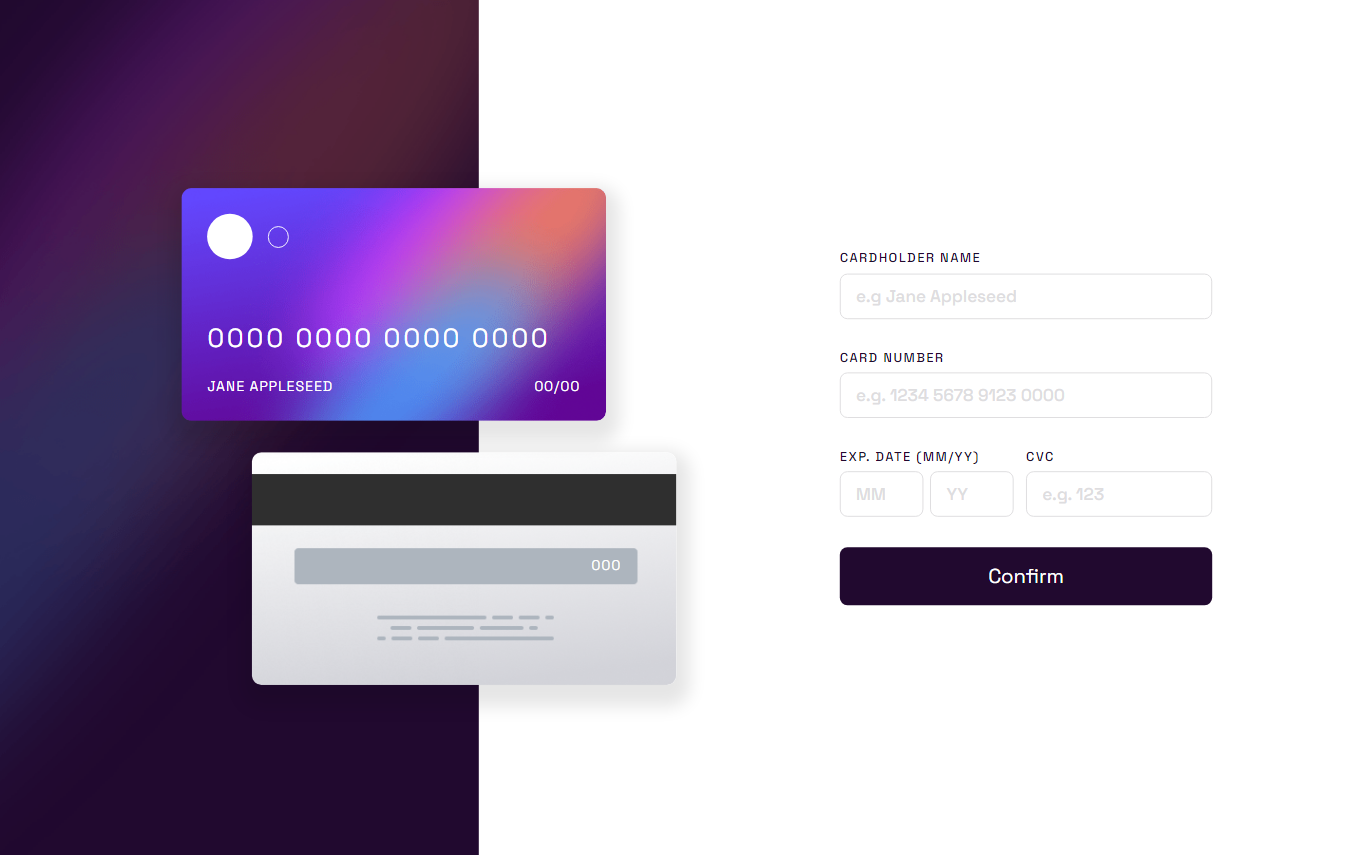 0000 0000 0000 0000
JANE APPLESEED 00/00
000
CARDHOLDER NAME
e.g Jane Appleseed
CARD NUMBER
e.g. 1234 5678 9123 0000
EXP. DATE (MM/YY) CVC
MM YY e.g. 123
Confirm